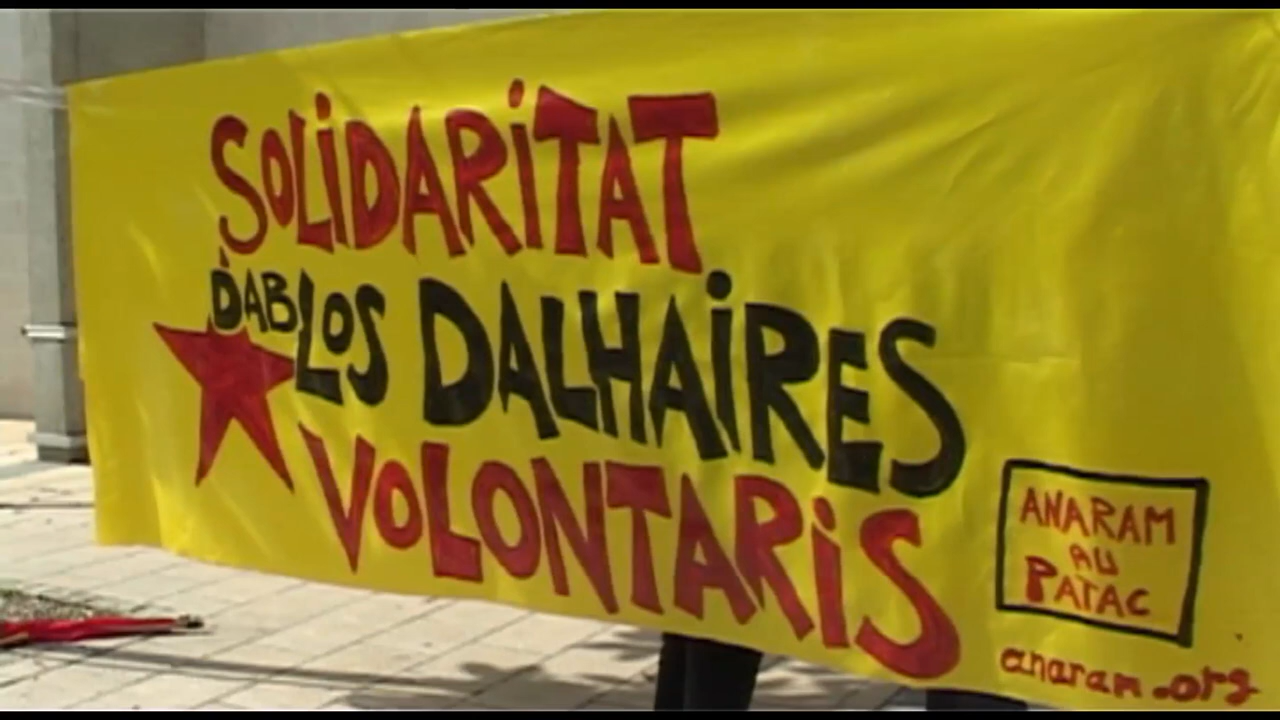 SOLiDARiTAT
DAB LOS DALHAiRES
VOLONTARiS
ANARAM
AU
PATAC
anaram.org